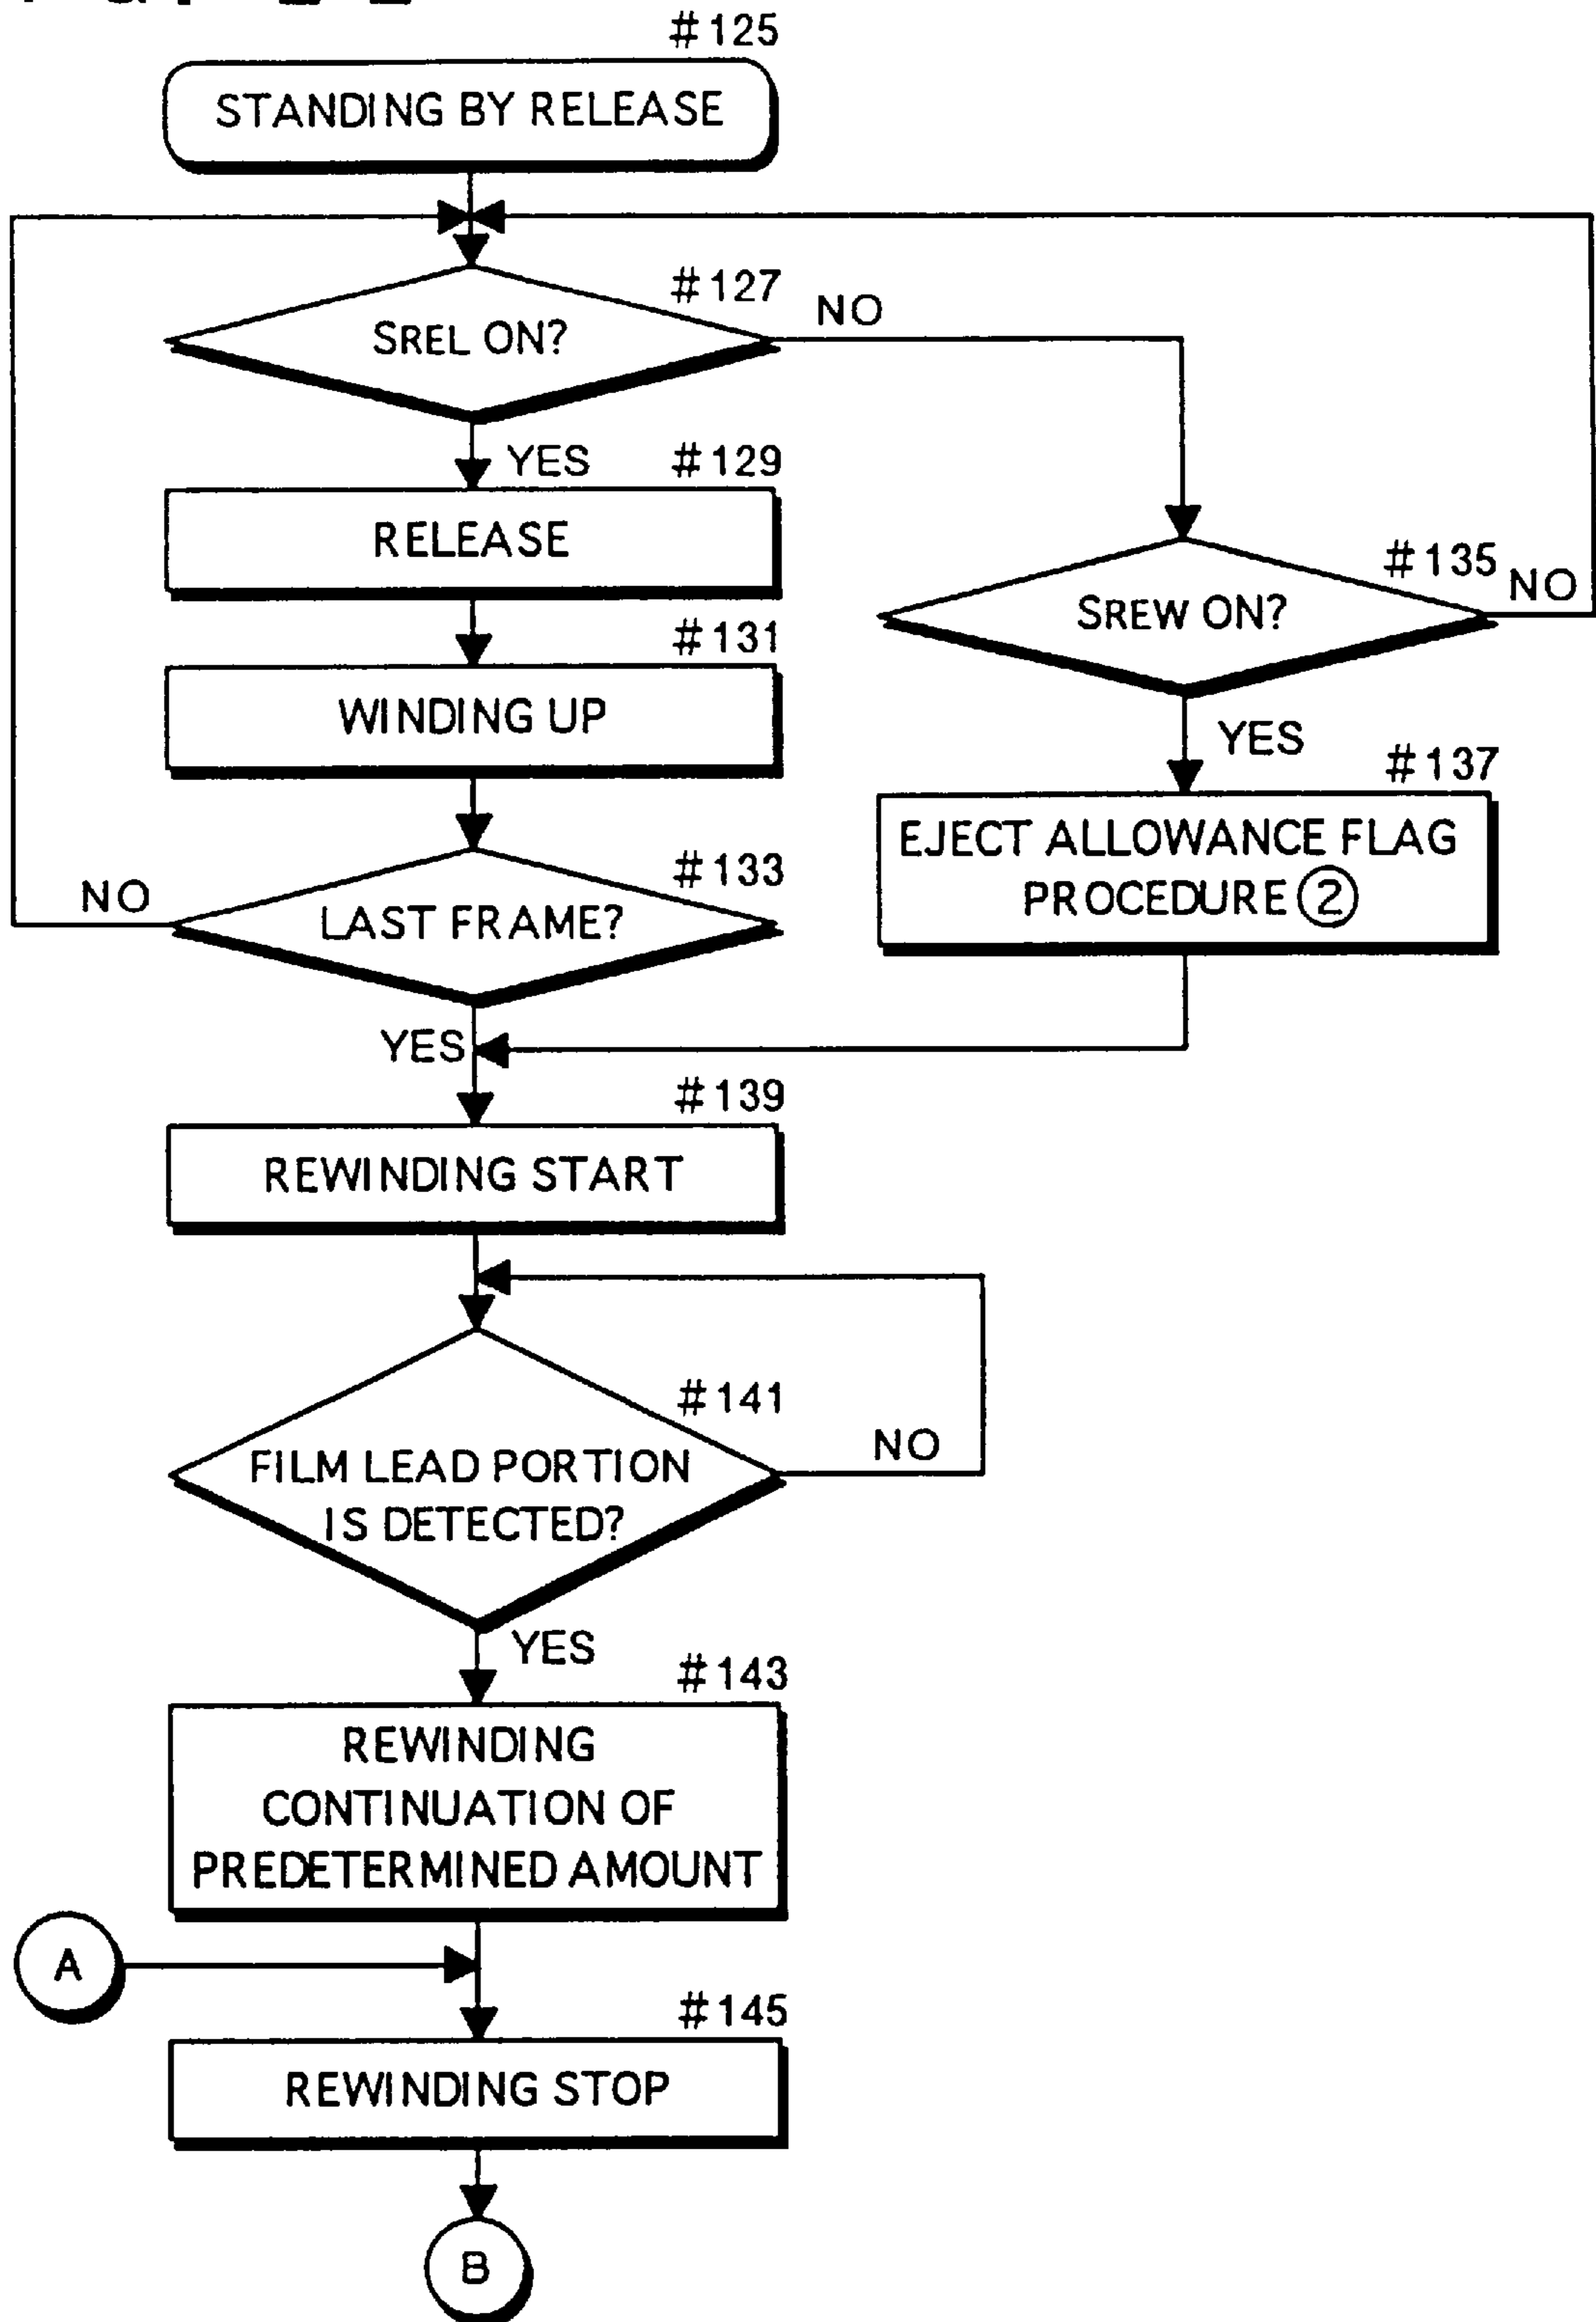 #125
STANDING BY RELEASE
#127
SREL ON?
NO
YES
#129
RELEASE
#135
SREW ON?
NO
#131
WINDING UP
YES
#137
EJECT ALLOWANCE FLAG
PROCEDURE ②
#133
LAST FRAME?
NO
YES
#139
REWINDING START
#141
FILM LEAD PORTION
IS DETECTED?
NO
YES
#143
REWINDING
CONTINUATION OF
PREDETERMINED AMOUNT
A
#145
REWINDING STOP
B